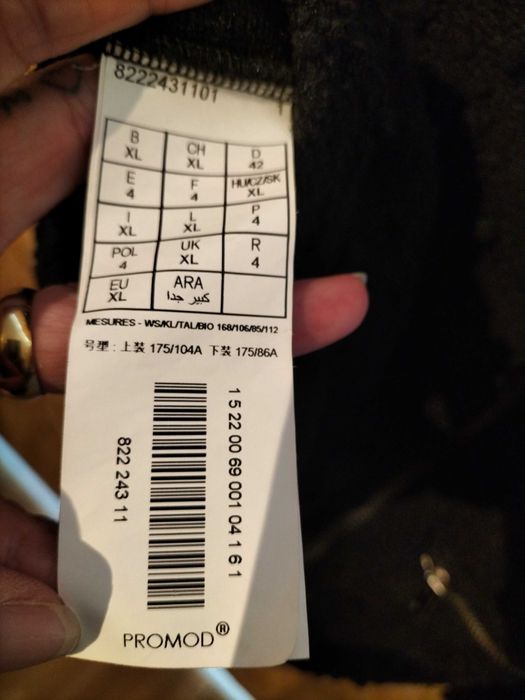 8222431101
B XL CH XL D 42
E 4 F 4 HU/CZ/SK XL
I XL L XL P 4
POL 4 UK XL R 4
EU XL ARA كبير جدا
MESURES - WS/KL/TAL/BIO 168/106/85/112
号型 : 上装 175/104A 下装 175/86A
1 5 22 00 69 001 04 1 6 1
822 243 11
PROMOD®